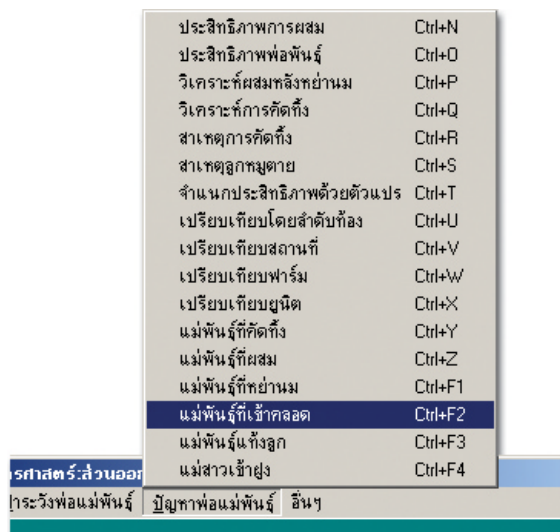 ประสิทธิภาพการผสม Ctrl+N
ประสิทธิภาพพ่อพันธุ์ Ctrl+O
วิเคราะห์ผสมหลังหย่านม Ctrl+P
วิเคราะห์การคัดทิ้ง Ctrl+Q
สาเหตุการคัดทิ้ง Ctrl+R
สาเหตุลูกหมูตาย Ctrl+S
จำแนกประสิทธิภาพด้วยตัวแปร Ctrl+T
เปรียบเทียบโดยลำดับท้อง Ctrl+U
เปรียบเทียบสถานที่ Ctrl+V
เปรียบเทียบฟาร์ม Ctrl+W
เปรียบเทียบยูนิต Ctrl+X
แม่พันธุ์ที่คัดทิ้ง Ctrl+Y
แม่พันธุ์ที่ผสม Ctrl+Z
แม่พันธุ์ที่หย่านม Ctrl+F1
แม่พันธุ์ที่เข้าคลอด Ctrl+F2
แม่พันธุ์แท้งลูก Ctrl+F3
แม่สาวเข้าฝูง Ctrl+F4
รศาสตร์:ส่วนออก
าระวังพ่อแม่พันธุ์ ปัญหาพ่อแม่พันธุ์ อื่นๆ